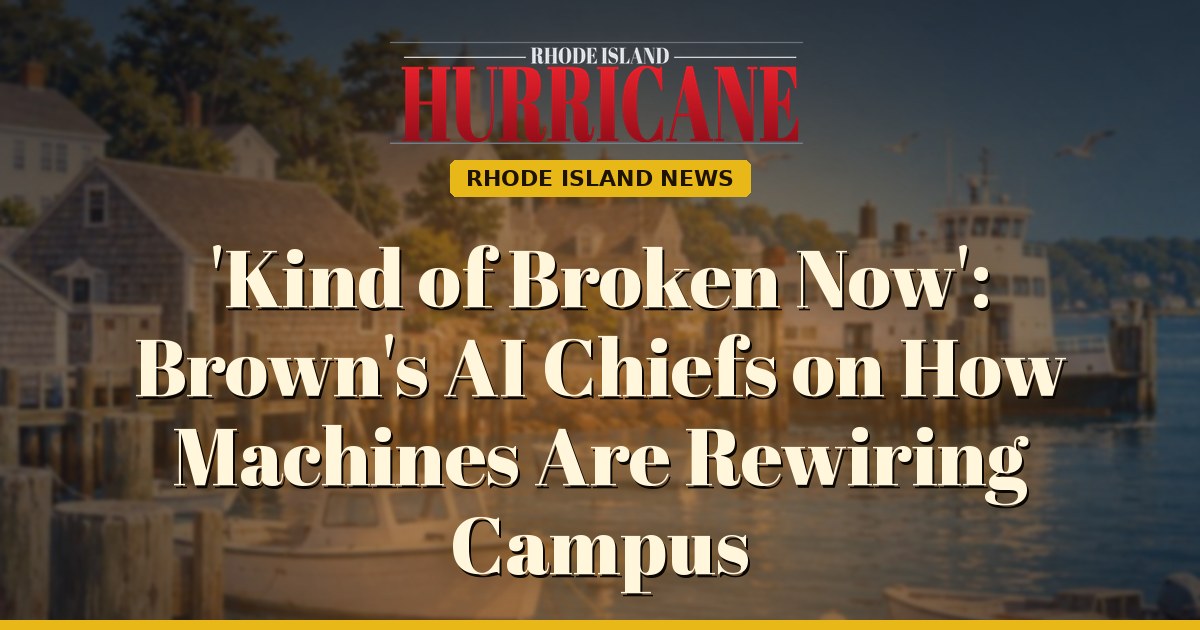 RHODE ISLAND
HURRICANE
RHODE ISLAND NEWS
'Kind of Broken Now':
Brown's AI Chiefs on How
Machines Are Rewiring
Campus